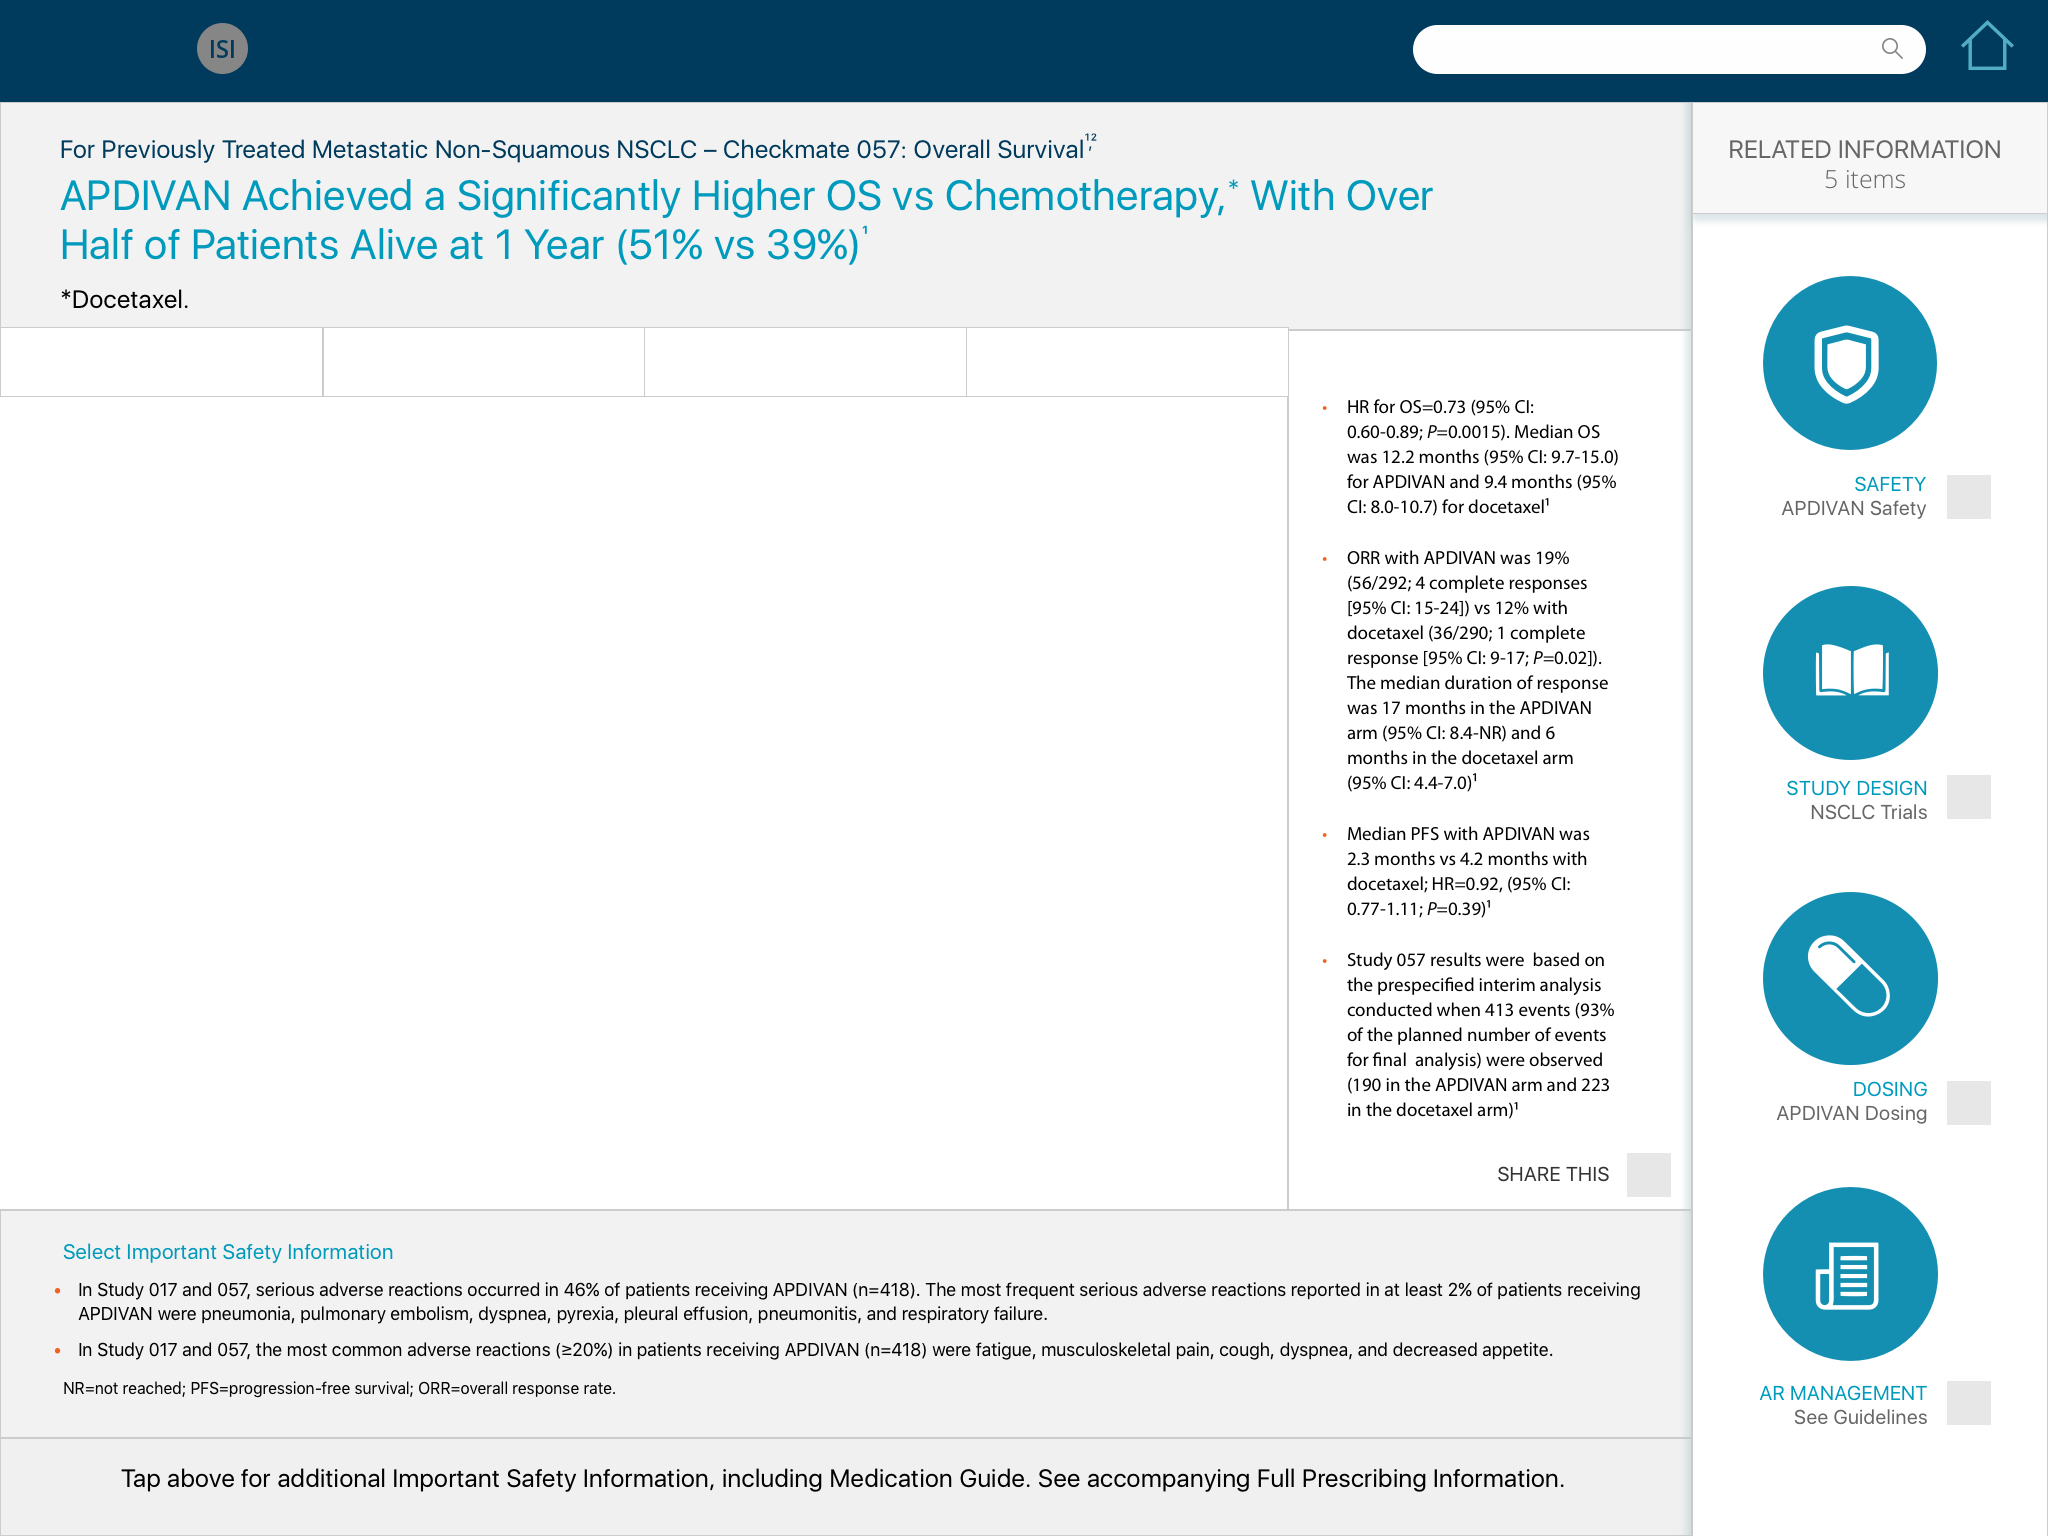 ISI
For Previously Treated Metastatic Non-Squamous NSCLC – Checkmate 057: Overall Survival1,2
APDIVAN Achieved a Significantly Higher OS vs Chemotherapy,* With Over
Half of Patients Alive at 1 Year (51% vs 39%)1
*Docetaxel.
• HR for OS=0.73 (95% CI:
0.60-0.89; P=0.0015). Median OS
was 12.2 months (95% CI: 9.7-15.0)
for APDIVAN and 9.4 months (95%
CI: 8.0-10.7) for docetaxel1
• ORR with APDIVAN was 19%
(56/292; 4 complete responses
[95% CI: 15-24]) vs 12% with
docetaxel (36/290; 1 complete
response [95% CI: 9-17; P=0.02]).
The median duration of response
was 17 months in the APDIVAN
arm (95% CI: 8.4-NR) and 6
months in the docetaxel arm
(95% CI: 4.4-7.0)1
• Median PFS with APDIVAN was
2.3 months vs 4.2 months with
docetaxel; HR=0.92, (95% CI:
0.77-1.11; P=0.39)1
• Study 057 results were based on
the prespecified interim analysis
conducted when 413 events (93%
of the planned number of events
for final analysis) were observed
(190 in the APDIVAN arm and 223
in the docetaxel arm)1
SHARE THIS
Select Important Safety Information
• In Study 017 and 057, serious adverse reactions occurred in 46% of patients receiving APDIVAN (n=418). The most frequent serious adverse reactions reported in at least 2% of patients receiving
APDIVAN were pneumonia, pulmonary embolism, dyspnea, pyrexia, pleural effusion, pneumonitis, and respiratory failure.
• In Study 017 and 057, the most common adverse reactions (≥20%) in patients receiving APDIVAN (n=418) were fatigue, musculoskeletal pain, cough, dyspnea, and decreased appetite.
NR=not reached; PFS=progression-free survival; ORR=overall response rate.
Tap above for additional Important Safety Information, including Medication Guide. See accompanying Full Prescribing Information.
RELATED INFORMATION
5 items
SAFETY
APDIVAN Safety
STUDY DESIGN
NSCLC Trials
DOSING
APDIVAN Dosing
AR MANAGEMENT
See Guidelines